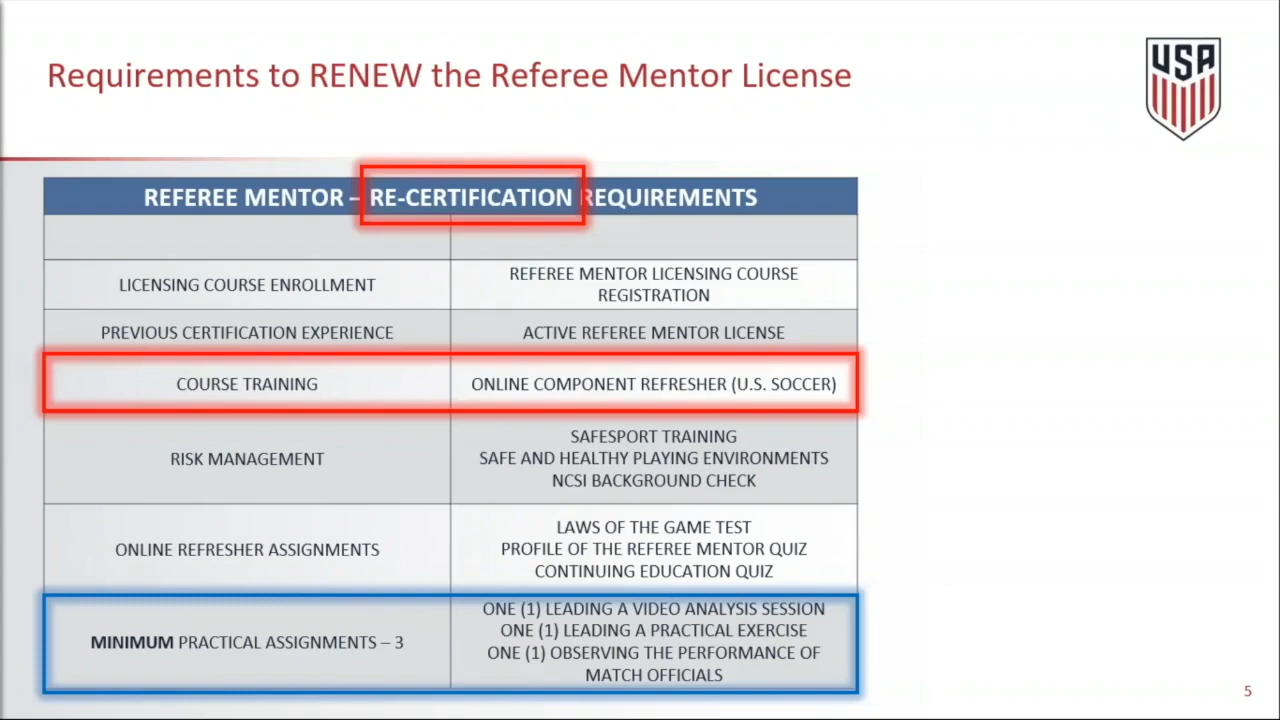 Requirements to RENEW the Referee Mentor License
USA
REFEREE MENTOR – RE-CERTIFICATION REQUIREMENTS
LICENSING COURSE ENROLLMENT
REFEREE MENTOR LICENSING COURSE
REGISTRATION
PREVIOUS CERTIFICATION EXPERIENCE
ACTIVE REFEREE MENTOR LICENSE
COURSE TRAINING
ONLINE COMPONENT REFRESHER (U.S. SOCCER)
RISK MANAGEMENT
SAFESPORT TRAINING
SAFE AND HEALTHY PLAYING ENVIRONMENTS
NCSI BACKGROUND CHECK
ONLINE REFRESHER ASSIGNMENTS
LAWS OF THE GAME TEST
PROFILE OF THE REFEREE MENTOR QUIZ
CONTINUING EDUCATION QUIZ
MINIMUM PRACTICAL ASSIGNMENTS – 3
ONE (1) LEADING A VIDEO ANALYSIS SESSION
ONE (1) LEADING A PRACTICAL EXERCISE
ONE (1) OBSERVING THE PERFORMANCE OF
MATCH OFFICIALS
5